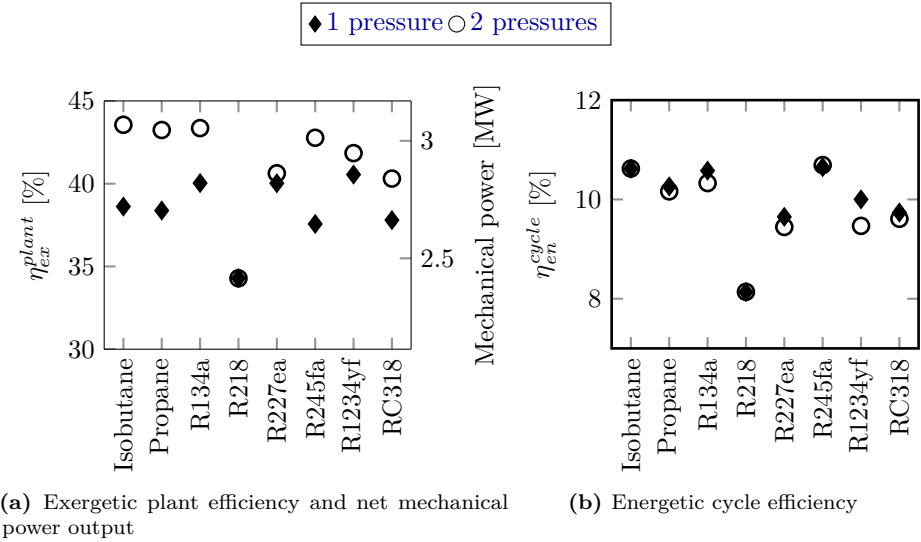 1 pressure 2 pressures
45
40
35
30
η_ex^plant [%]
3
2.5
Mechanical power [MW]
Isobutane
Propane
R134a
R218
R227ea
R245fa
R1234yf
RC318
(a) Exergetic plant efficiency and net mechanical
power output
12
10
8
η_en^cycle [%]
Isobutane
Propane
R134a
R218
R227ea
R245fa
R1234yf
RC318
(b) Energetic cycle efficiency